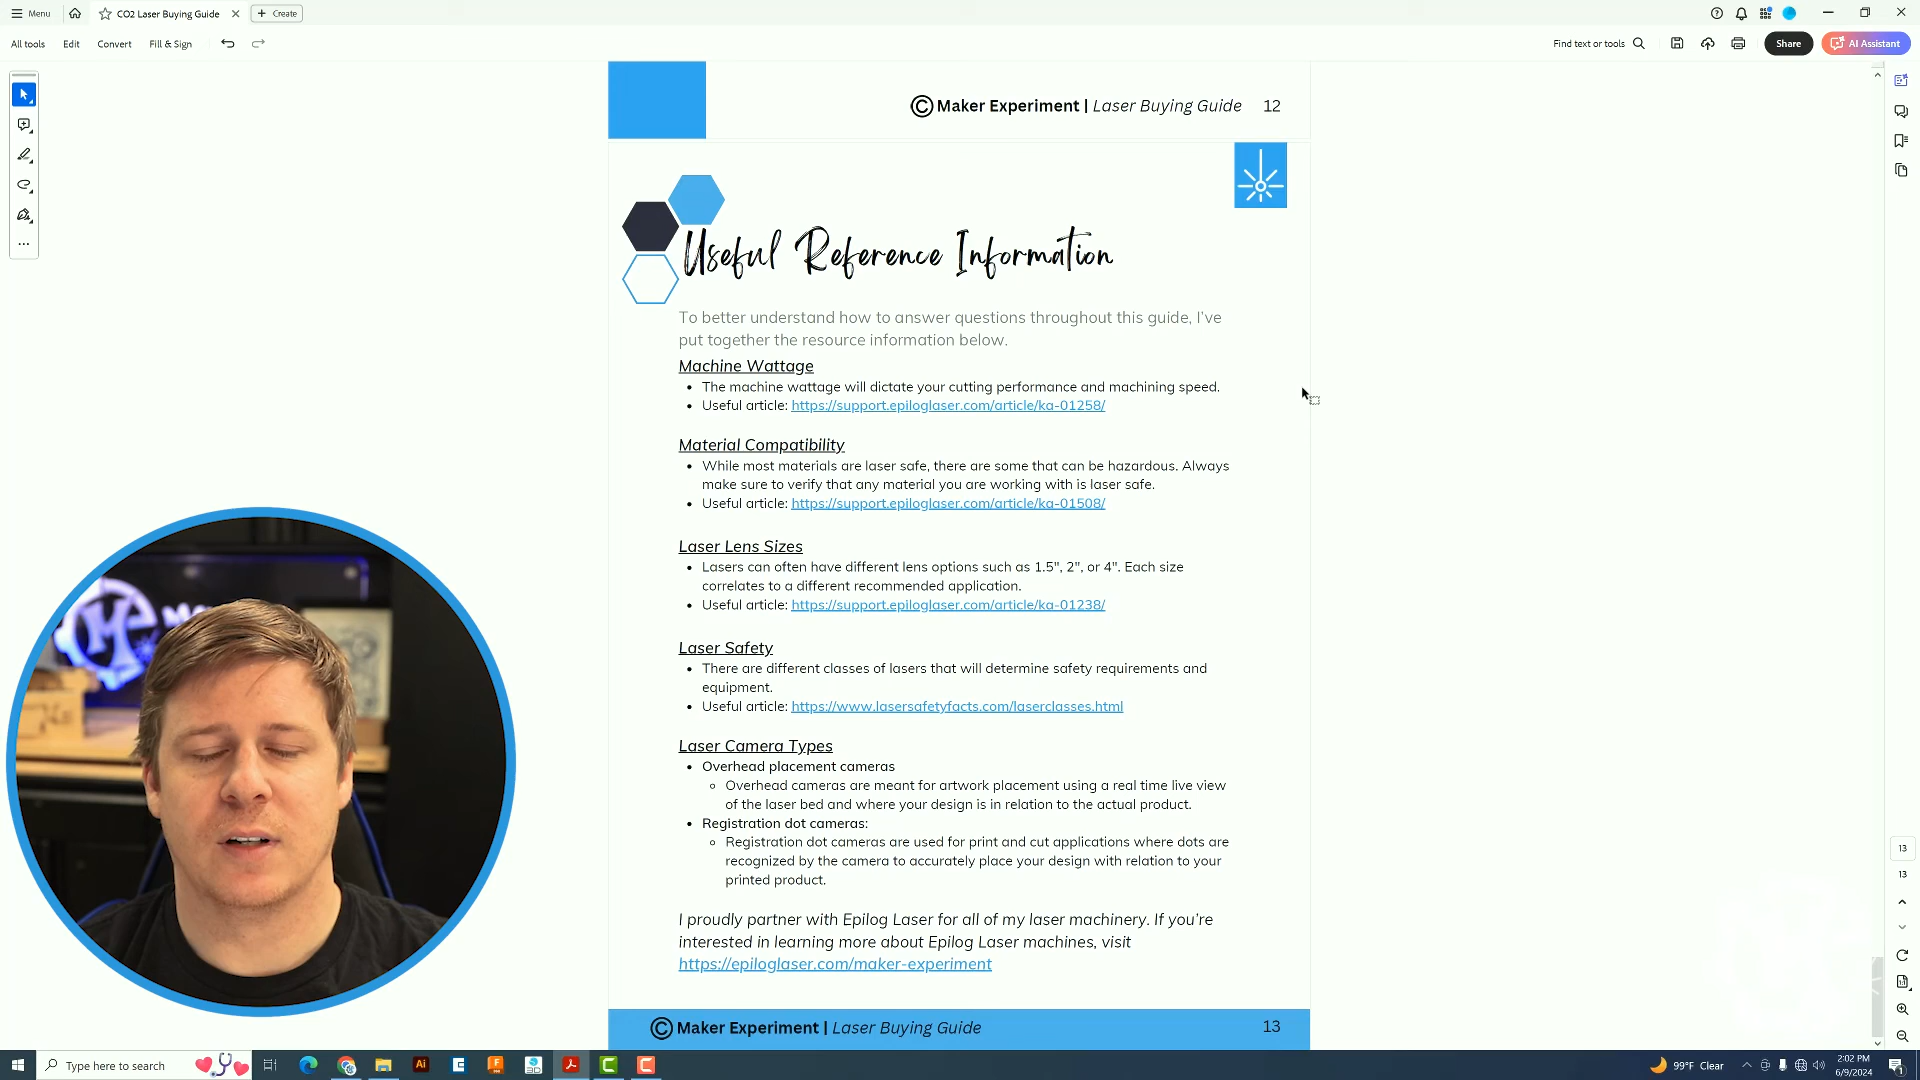 Menu
CO2 Laser Buying Guide
Create
All tools
Edit
Convert
Fill & Sign
Find text or tools
Share
AI Assistant
© Maker Experiment | Laser Buying Guide 12
Useful Reference Information
To better understand how to answer questions throughout this guide, I've
put together the resource information below.
Machine Wattage
• The machine wattage will dictate your cutting performance and machining speed.
• Useful article: https://support.epiloglaser.com/article/ka-01258/
Material Compatibility
• While most materials are laser safe, there are some that can be hazardous. Always
make sure to verify that any material you are working with is laser safe.
• Useful article: https://support.epiloglaser.com/article/ka-01508/
Laser Lens Sizes
• Lasers can often have different lens options such as 1.5", 2", or 4". Each size
correlates to a different recommended application.
• Useful article: https://support.epiloglaser.com/article/ka-01238/
Laser Safety
• There are different classes of lasers that will determine safety requirements and
equipment.
• Useful article: https://www.lasersafetyfacts.com/laserclasses.html
Laser Camera Types
• Overhead placement cameras
◦ Overhead cameras are meant for artwork placement using a real time live view
of the laser bed and where your design is in relation to the actual product.
• Registration dot cameras:
◦ Registration dot cameras are used for print and cut applications where dots are
recognized by the camera to accurately place your design with relation to your
printed product.
I proudly partner with Epilog Laser for all of my laser machinery. If you're
interested in learning more about Epilog Laser machines, visit
https://epiloglaser.com/maker-experiment
© Maker Experiment | Laser Buying Guide 13
13
13
Type here to search
Ai
99°F Clear
2:02 PM
6/9/2024